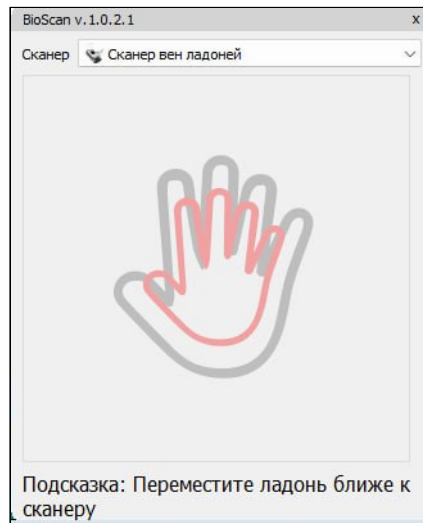 BioScan v.1.0.2.1 x
Сканер Сканер вен ладоней
Подсказка: Переместите ладонь ближе к
сканеру